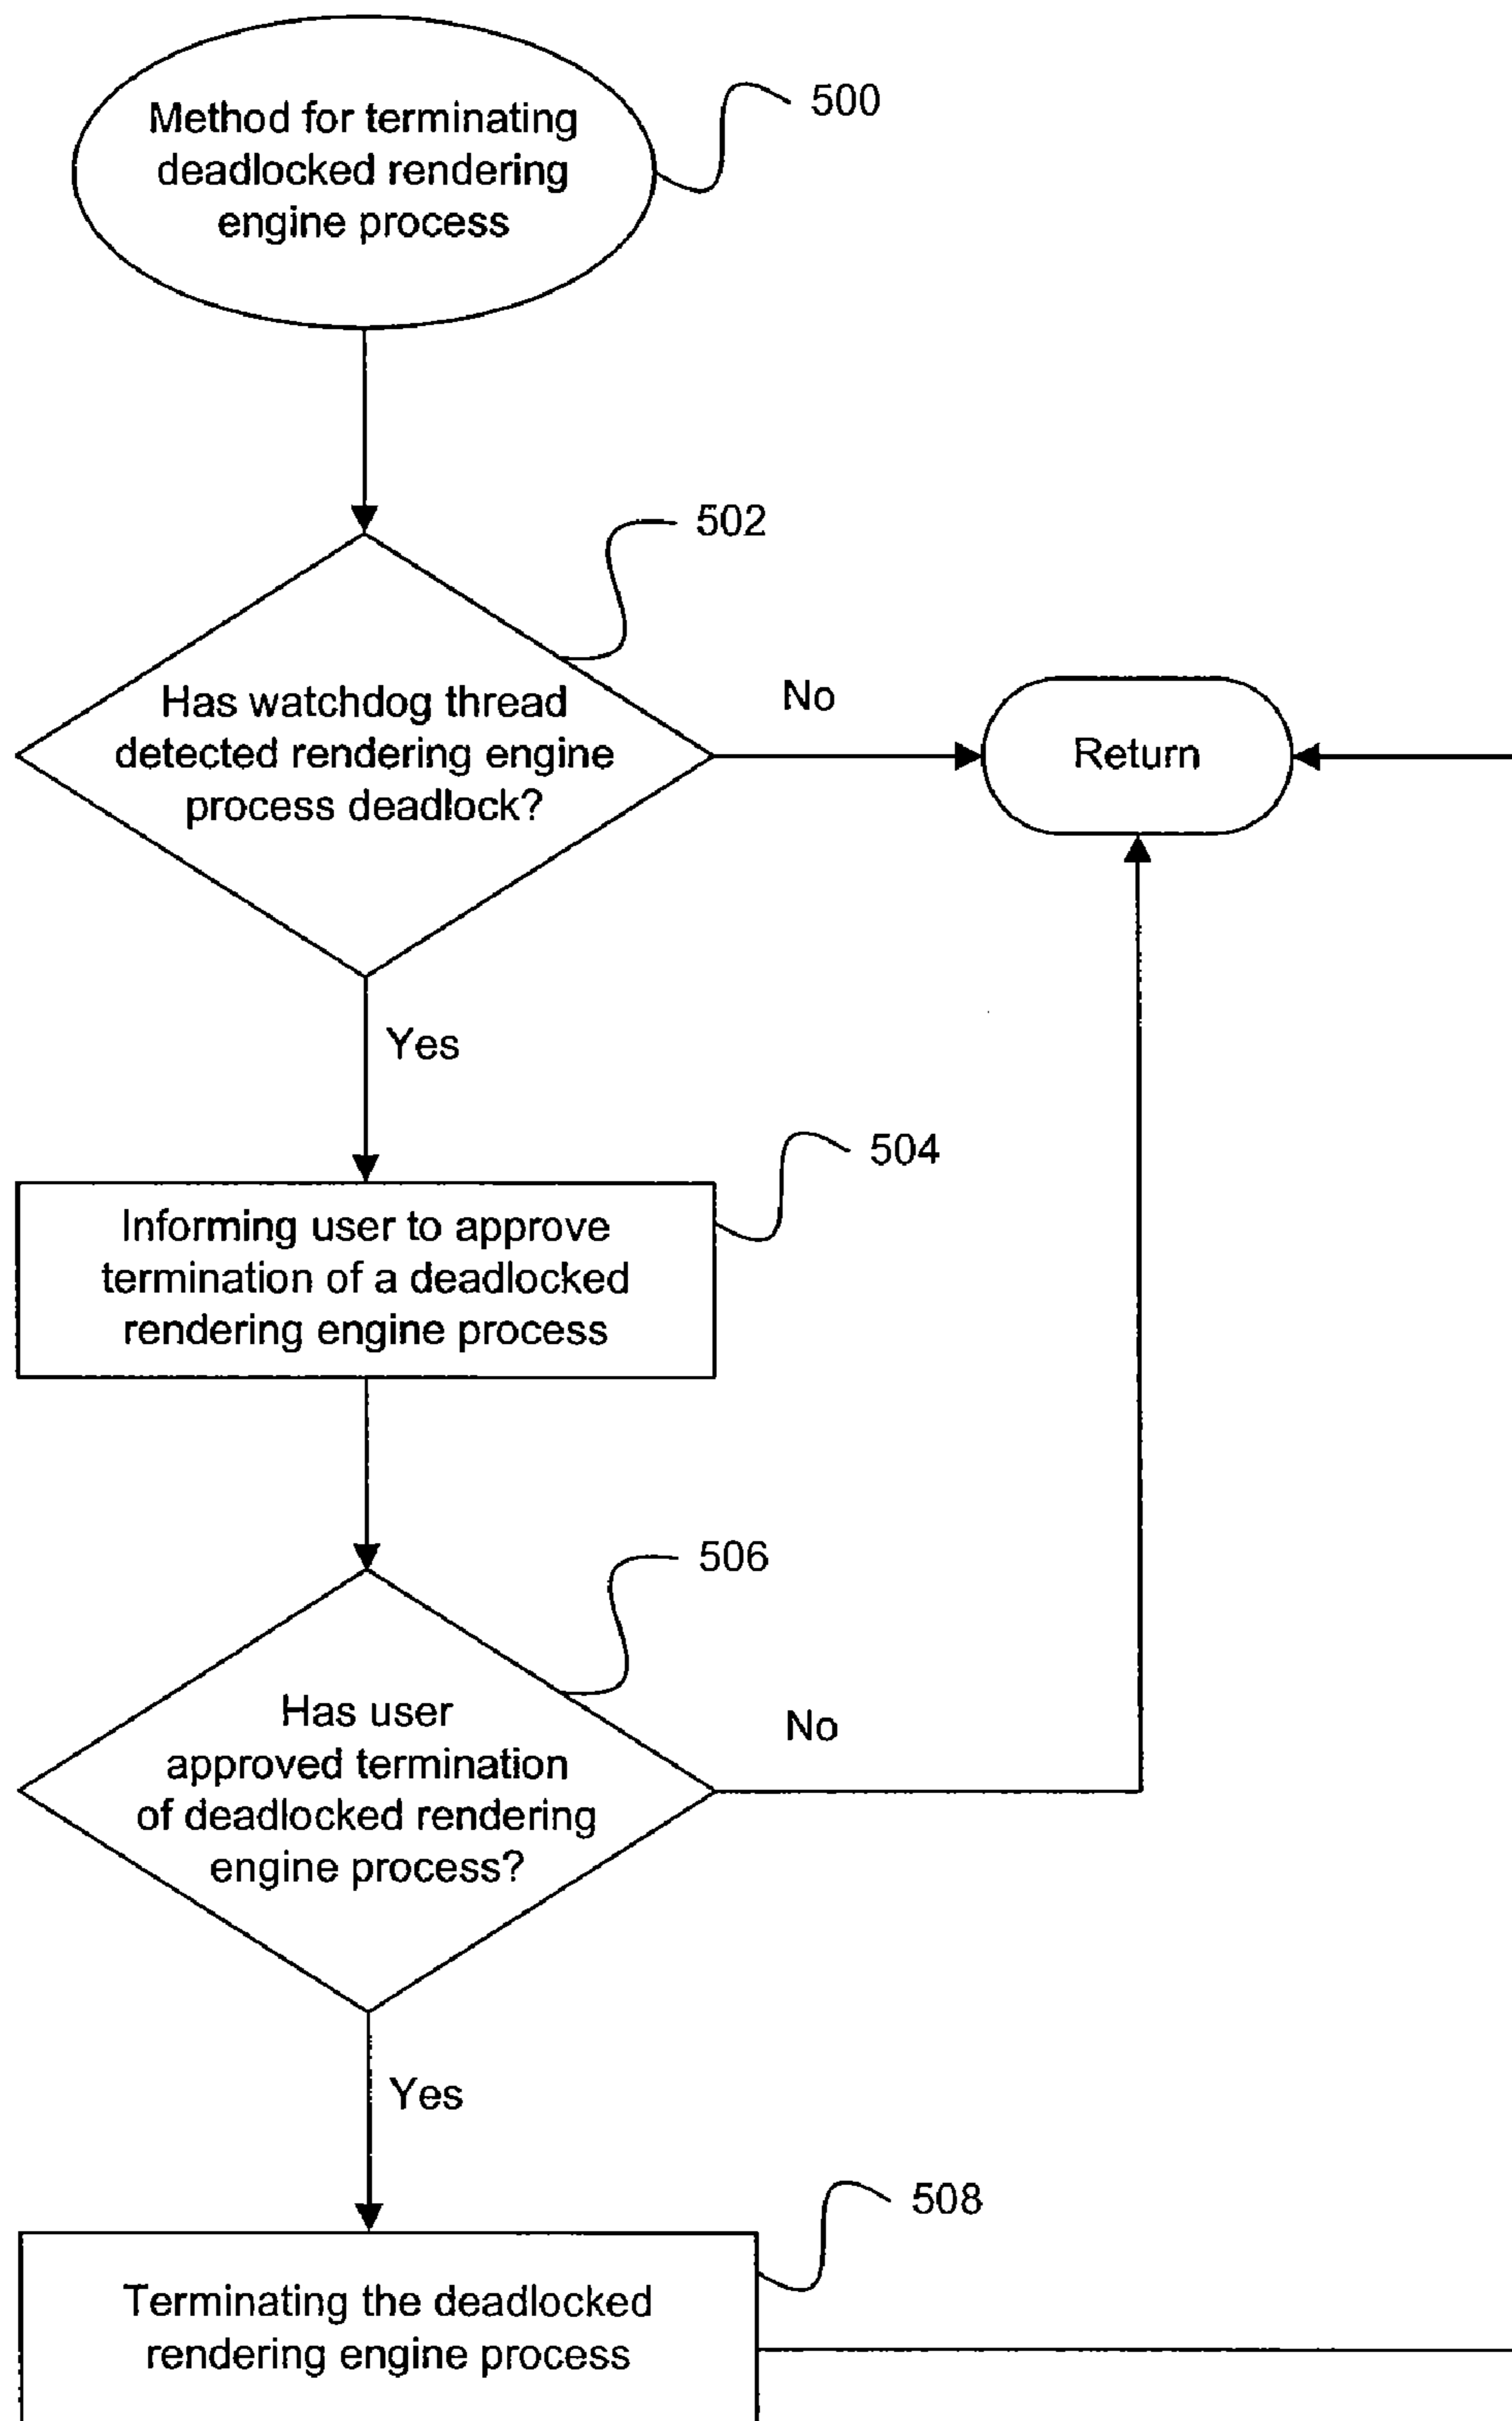 Method for terminating
deadlocked rendering
engine process
500
502
Has watchdog thread
detected rendering engine
process deadlock?
No
Return
Yes
504
Informing user to approve
termination of a deadlocked
rendering engine process
506
Has user
approved termination
of deadlocked rendering
engine process?
No
Yes
508
Terminating the deadlocked
rendering engine process